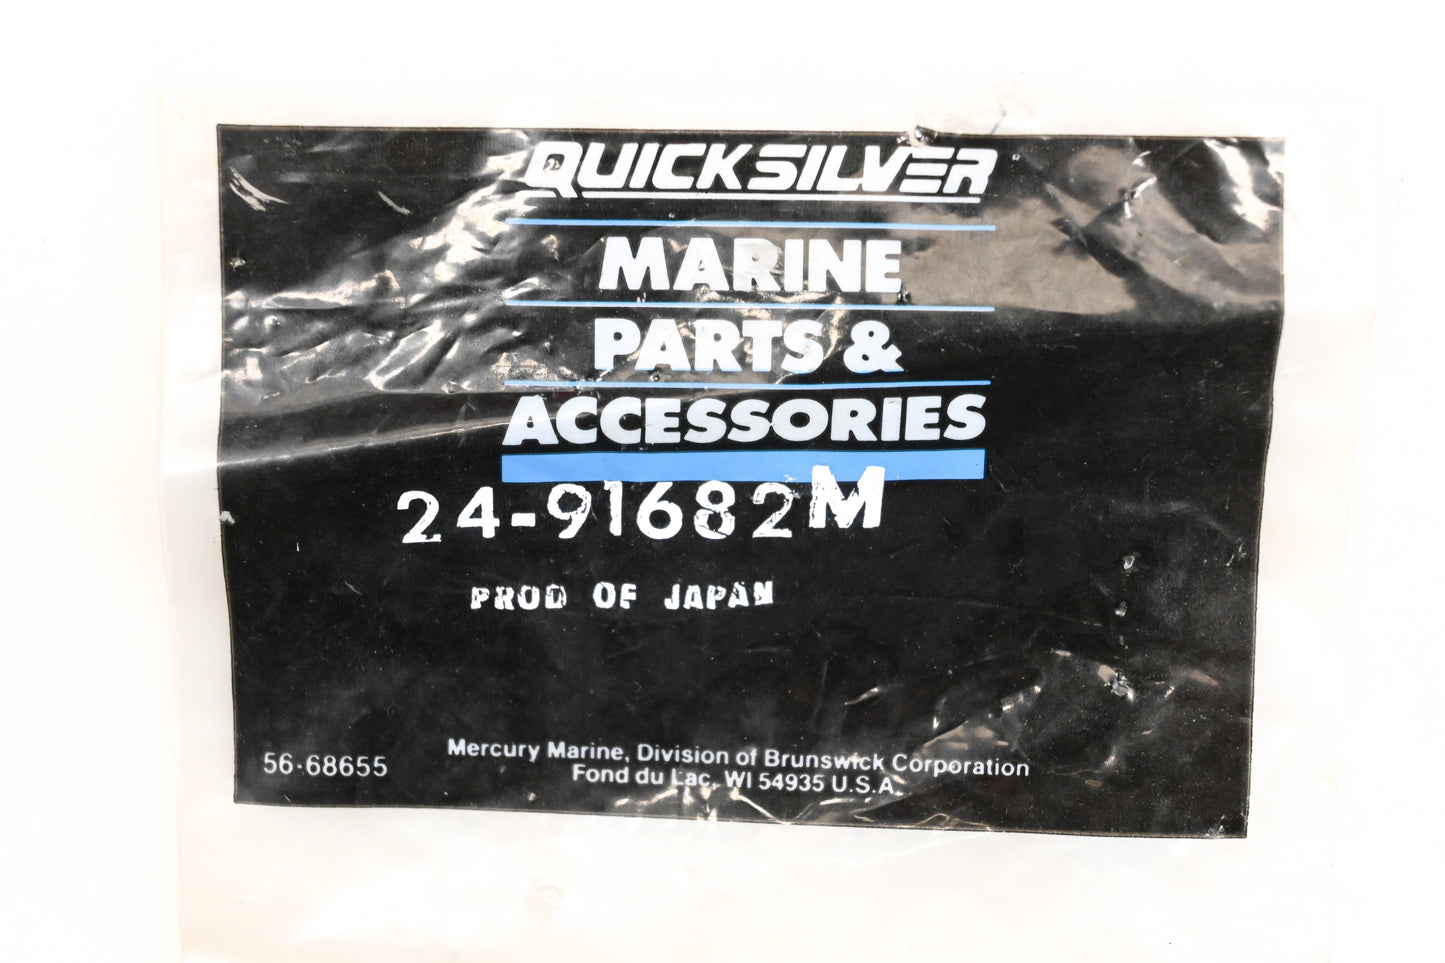 QUICKSILVER
MARINE
PARTS &
ACCESSORIES
24-91682M
PROD OF JAPAN
56-68655
Mercury Marine, Division of Brunswick Corporation
Fond du Lac, WI 54935 U.S.A.